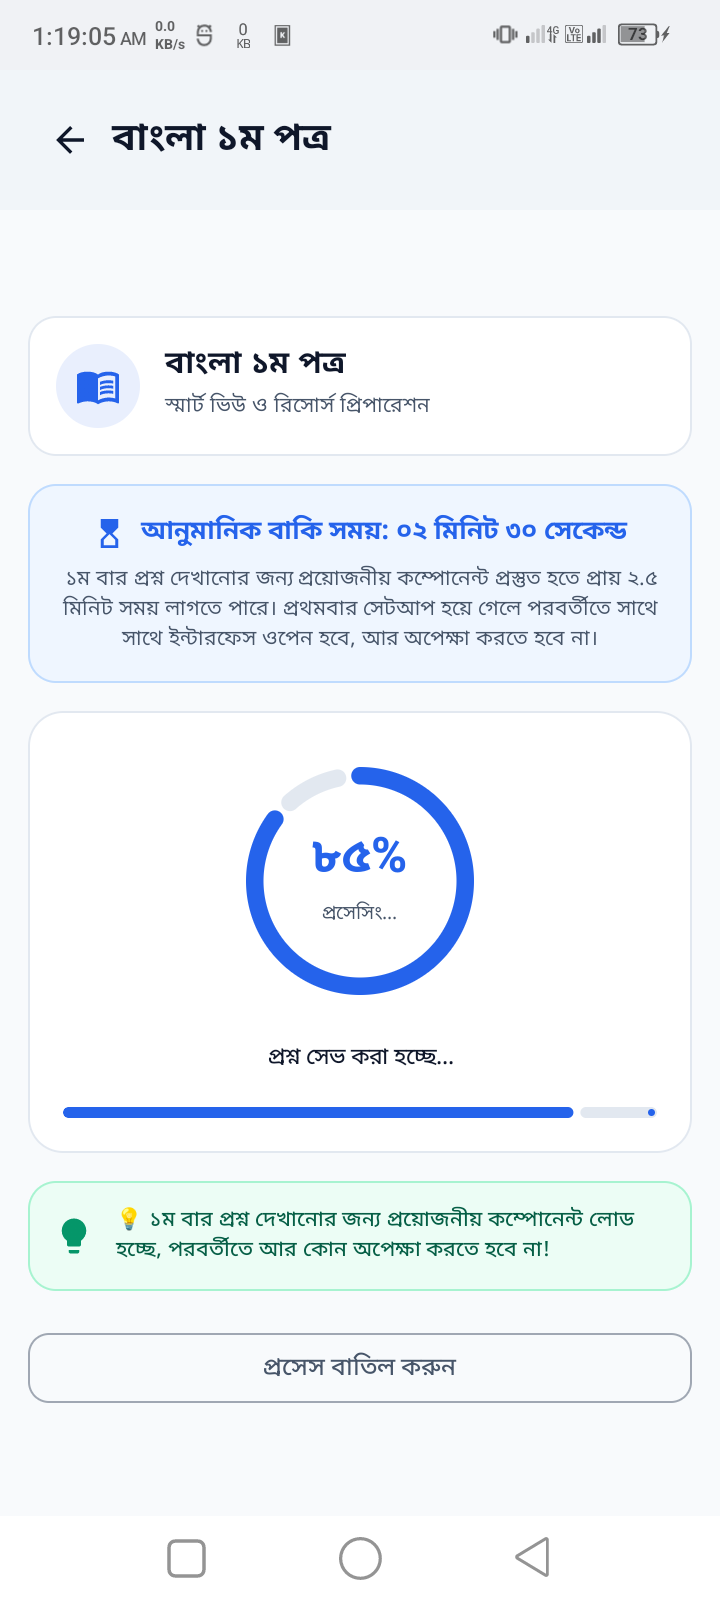 1:19:05 AM 0.0 KB/s 0 KB K 4G Vo LTE 73
বাংলা ১ম পত্র
বাংলা ১ম পত্র
স্মার্ট ভিউ ও রিসোর্স প্রিপারেশন
আনুমানিক বাকি সময়: ০২ মিনিট ৩০ সেকেন্ড
১ম বার প্রশ্ন দেখানোর জন্য প্রয়োজনীয় কম্পোনেন্ট প্রস্তুত হতে প্রায় ২.৫
মিনিট সময় লাগতে পারে। প্রথমবার সেটআপ হয়ে গেলে পরবর্তীতে সাথে
সাথে ইন্টারফেস ওপেন হবে, আর অপেক্ষা করতে হবে না।
৮৫%
প্রসেসিং...
প্রশ্ন সেভ করা হচ্ছে...
💡 ১ম বার প্রশ্ন দেখানোর জন্য প্রয়োজনীয় কম্পোনেন্ট লোড
হচ্ছে, পরবর্তীতে আর কোন অপেক্ষা করতে হবে না!
প্রসেস বাতিল করুন